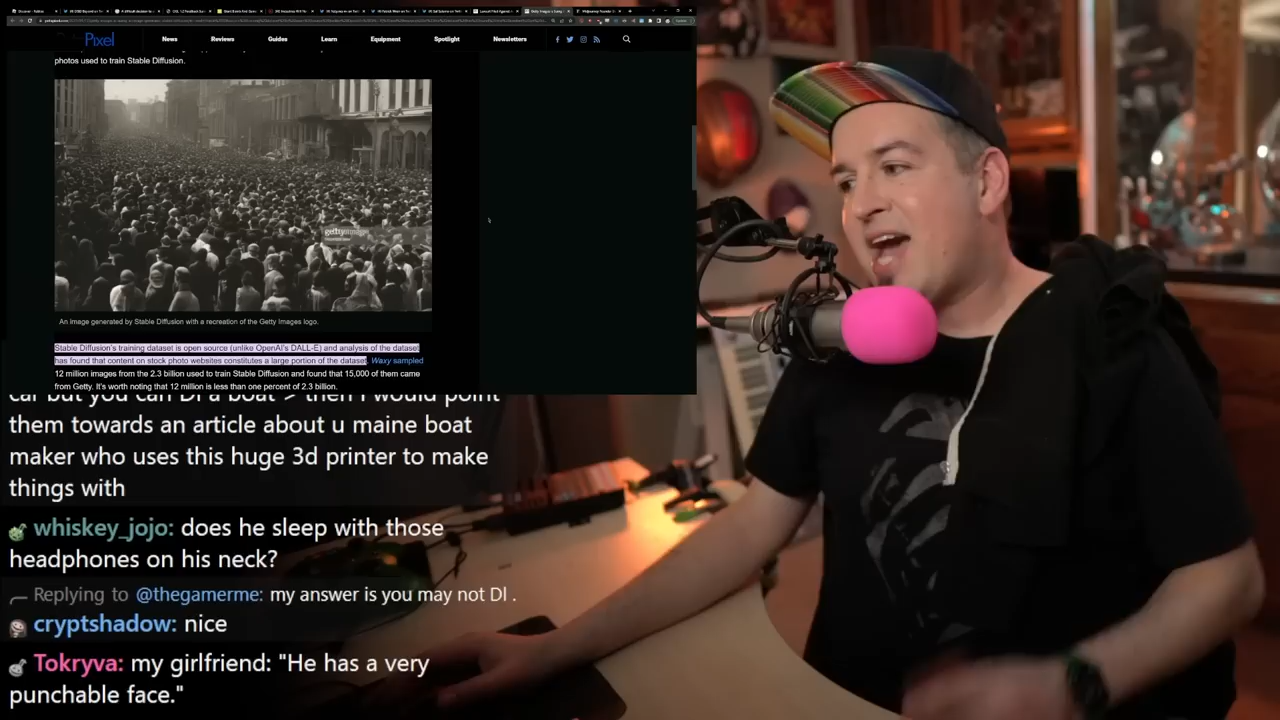 Pixel
News
Reviews
Guides
Learn
Equipment
Spotlight
Newsletters
photos used to train Stable Diffusion.
gettyimages
An image generated by Stable Diffusion with a recreation of the Getty Images logo.
Stable Diffusion's training dataset is open source (unlike OpenAI's DALL-E) and analysis of the dataset
has found that content on stock photo websites constitutes a large portion of the dataset. Waxy sampled
12 million images from the 2.3 billion used to train Stable Diffusion and found that 15,000 of them came
from Getty. It's worth noting that 12 million is less than one percent of 2.3 billion.
car but you can Dl a boat > then I would point
them towards an article about u maine boat
maker who uses this huge 3d printer to make
things with
whiskey_jojo: does he sleep with those
headphones on his neck?
Replying to @thegamerme: my answer is you may not Dl .
cryptshadow: nice
Tokryva: my girlfriend: "He has a very
punchable face."